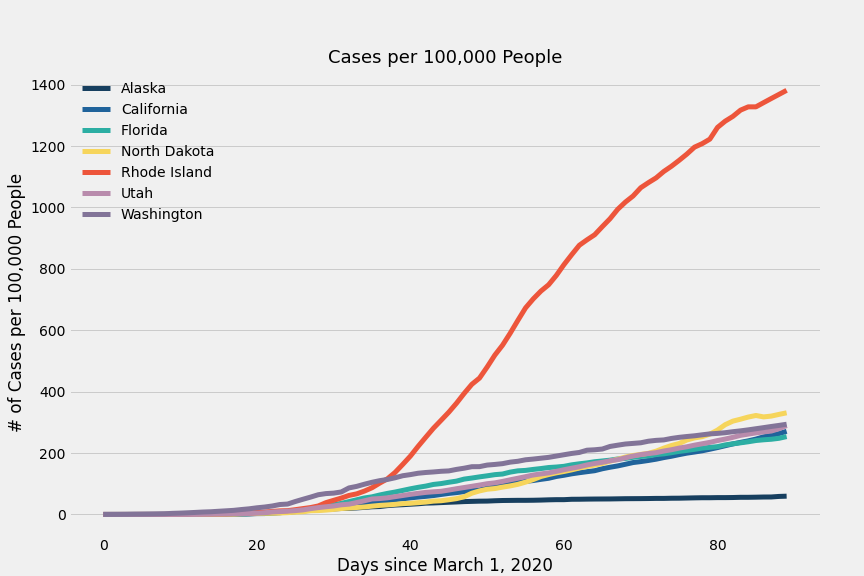 Cases per 100,000 People
# of Cases per 100,000 People
1400
1200
1000
800
600
400
200
0
Alaska
California
Florida
North Dakota
Rhode Island
Utah
Washington
0 20 40 60 80
Days since March 1, 2020